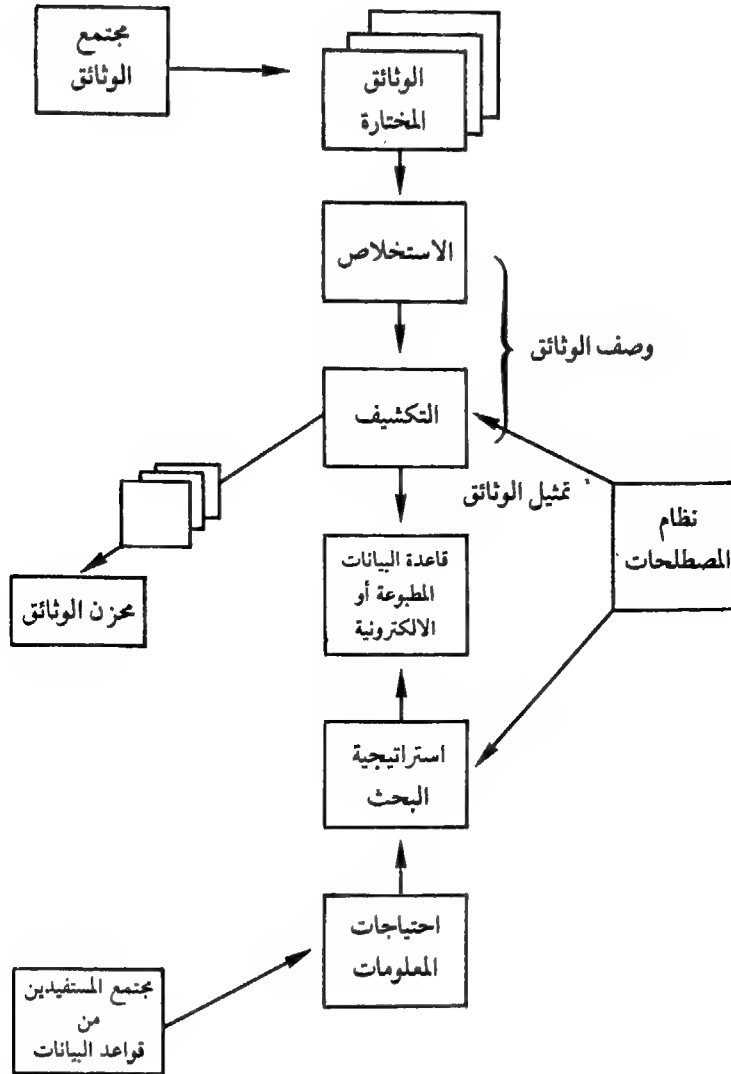 مجتمع
الوثائق
الوثائق
المختارة
الاستخلاص
وصف الوثائق
التكشيف
تمثيل الوثائق
نظام
المصطلحات
قاعدة البيانات
المطبوعة أو
الالكترونية
مخزن الوثائق
استراتيجية
البحث
احتياجات
المعلومات
مجتمع المستفيدين
من
قواعد البيانات